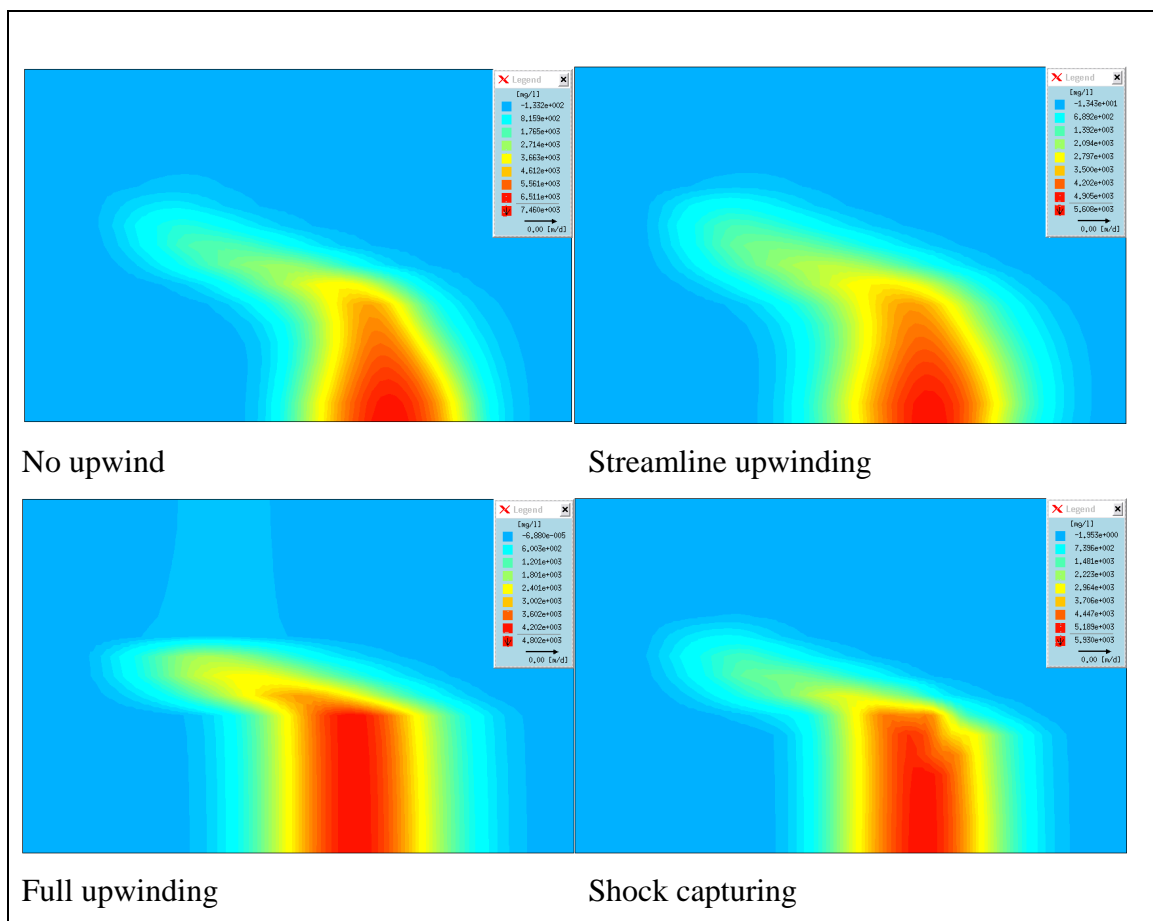 Legend
[mg/l]
-1.332e+002
8.159e+002
1.765e+003
2.714e+003
3.663e+003
4.612e+003
5.561e+003
6.511e+003
7.460e+003
0.00 [m/d]
Legend
[mg/l]
-1.343e+001
6.892e+002
1.392e+003
2.094e+003
2.797e+003
3.500e+003
4.202e+003
4.905e+003
5.608e+003
0.00 [m/d]
No upwind
Streamline upwinding
Legend
[mg/l]
-6.880e-005
6.003e+002
1.201e+003
1.801e+003
2.401e+003
3.002e+003
3.602e+003
4.202e+003
4.802e+003
0.00 [m/d]
Legend
[mg/l]
-1.953e+000
7.396e+002
1.481e+003
2.223e+003
2.964e+003
3.706e+003
4.447e+003
5.189e+003
5.930e+003
0.00 [m/d]
Full upwinding
Shock capturing